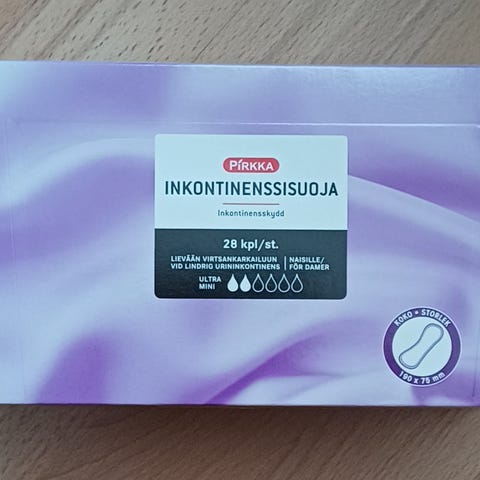 PIRKKA
INKONTINENSSISUOJA
Inkontinensskydd
28 kpl/st.
LIEVÄÄN VIRTSANKARKAILUUN
VID LINDRIG URININKONTINENS
NAISILLE/
FÖR DAMER
ULTRA
MINI
KOKO • STORLEK
190 x 75 mm